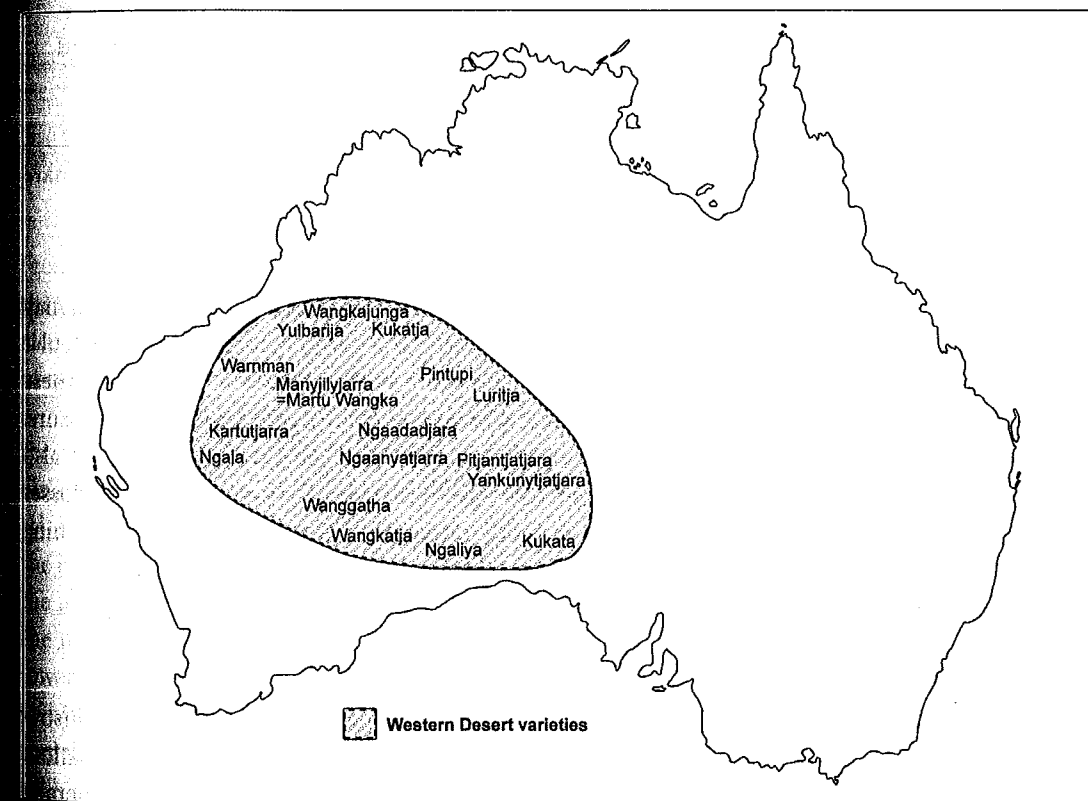 Wangkajunga
Yulbarija Kukatja
Warnman
Manyjilyjarra
=Martu Wangka
Pintupi
Luritja
Kartutjarra
Ngaadadjara
Ngala
Ngaanyatjarra
Pitjantjatjara
Yankunytjatjara
Wanggatha
Wangkatja
Ngaliya
Kukata
Western Desert varieties